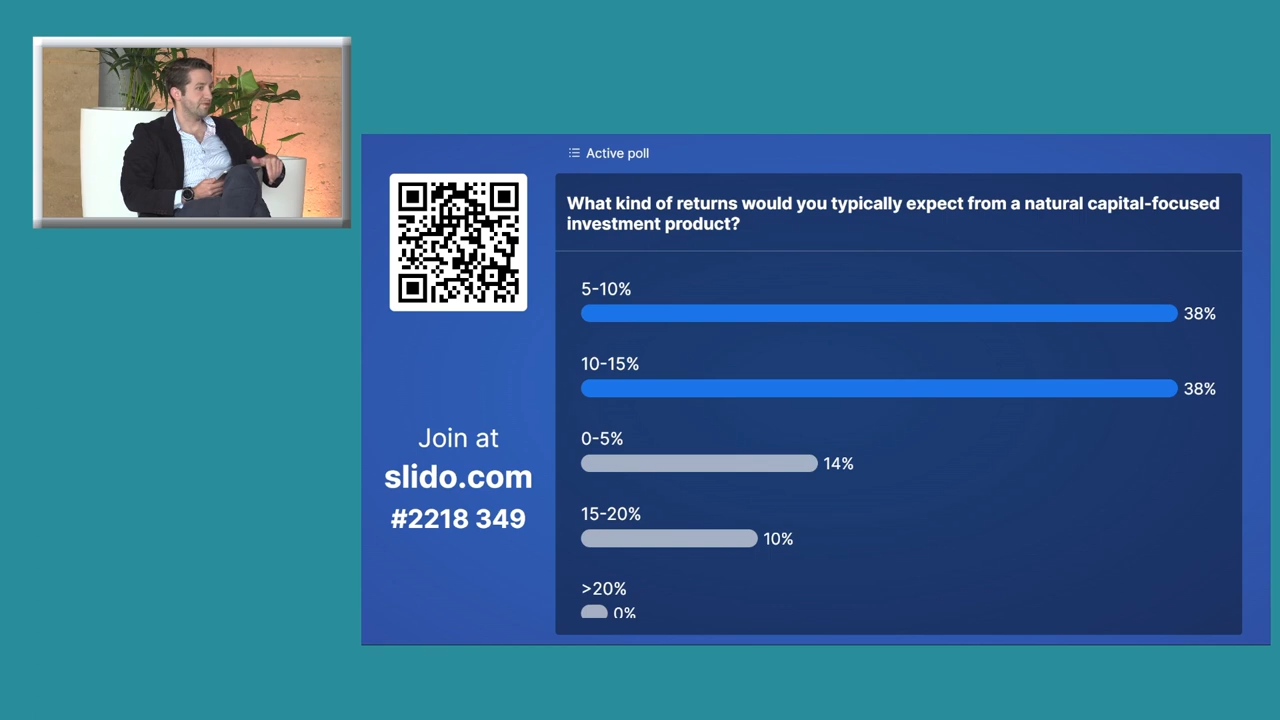 Active poll
What kind of returns would you typically expect from a natural capital-focused
investment product?
5-10%
38%
10-15%
38%
0-5%
14%
15-20%
10%
>20%
0%
Join at
slido.com
#2218 349